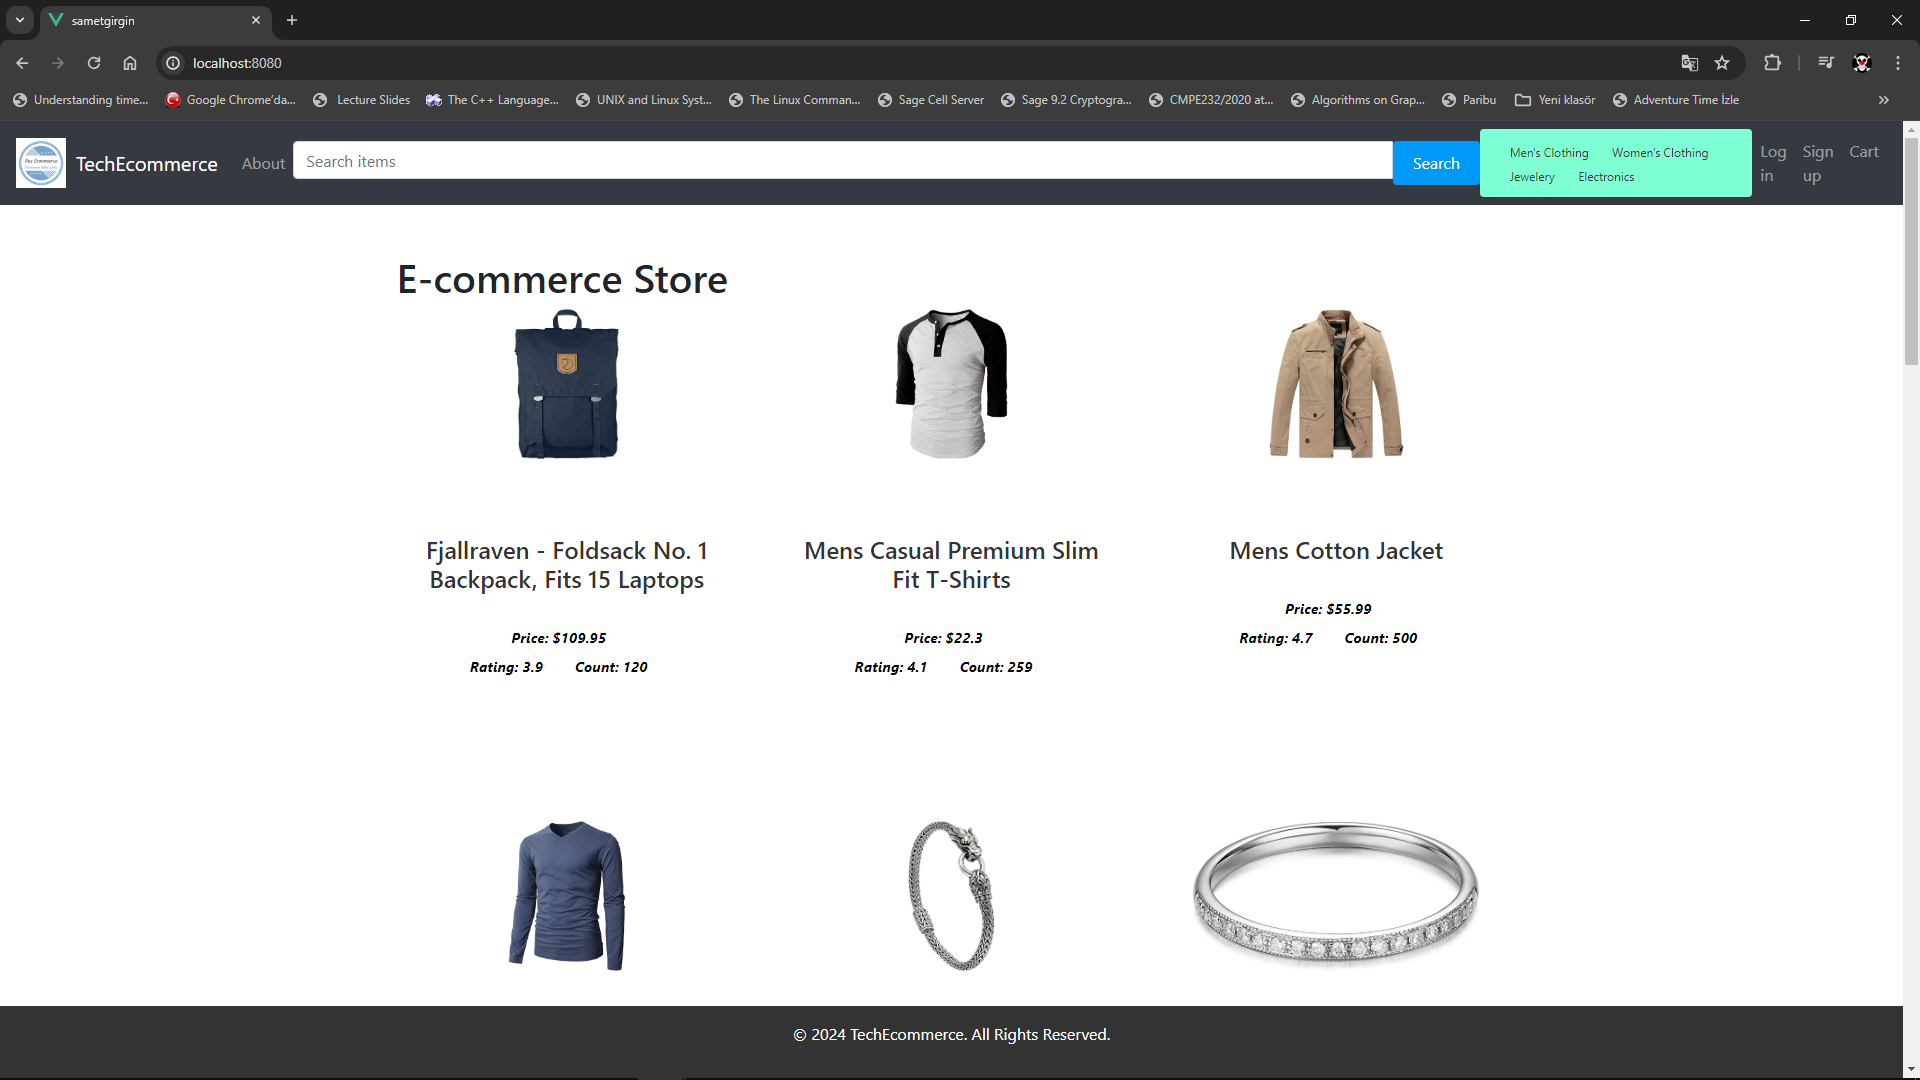 sametgirgin
localhost:8080
Understanding time...
Google Chrome'da...
Lecture Slides
The C++ Language...
UNIX and Linux Syst...
The Linux Comman...
Sage Cell Server
Sage 9.2 Cryptogra...
CMPE232/2020 at...
Algorithms on Grap...
Paribu
Yeni klasör
Adventure Time İzle
TechEcommerce
About
Search items
Search
Men's Clothing
Women's Clothing
Jewelery
Electronics
Log
in
Sign
up
Cart
E-commerce Store
Fjallraven - Foldsack No. 1
Backpack, Fits 15 Laptops
Price: $109.95
Rating: 3.9
Count: 120
Mens Casual Premium Slim
Fit T-Shirts
Price: $22.3
Rating: 4.1
Count: 259
Mens Cotton Jacket
Price: $55.99
Rating: 4.7
Count: 500
© 2024 TechEcommerce. All Rights Reserved.